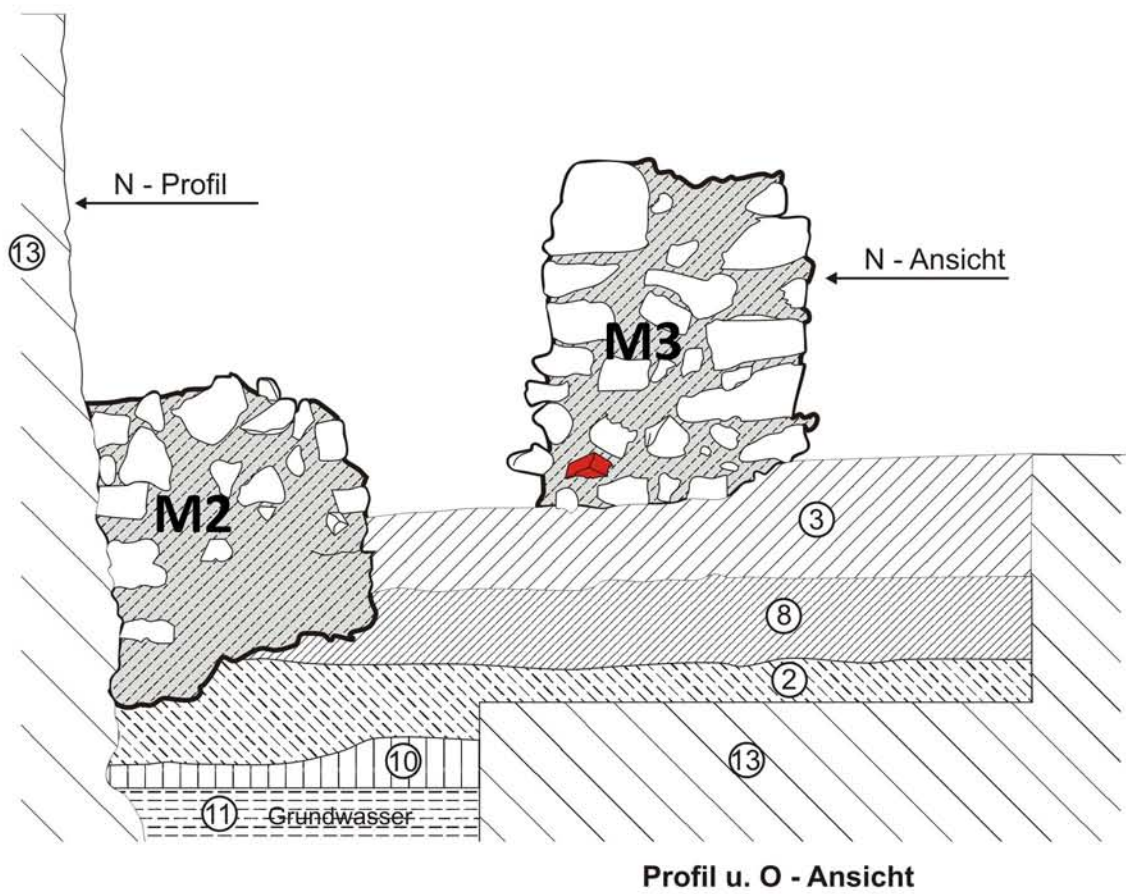 N - Profil
13
N - Ansicht
M3
M2
3
8
2
10
13
11
Grundwasser
Profil u. O - Ansicht